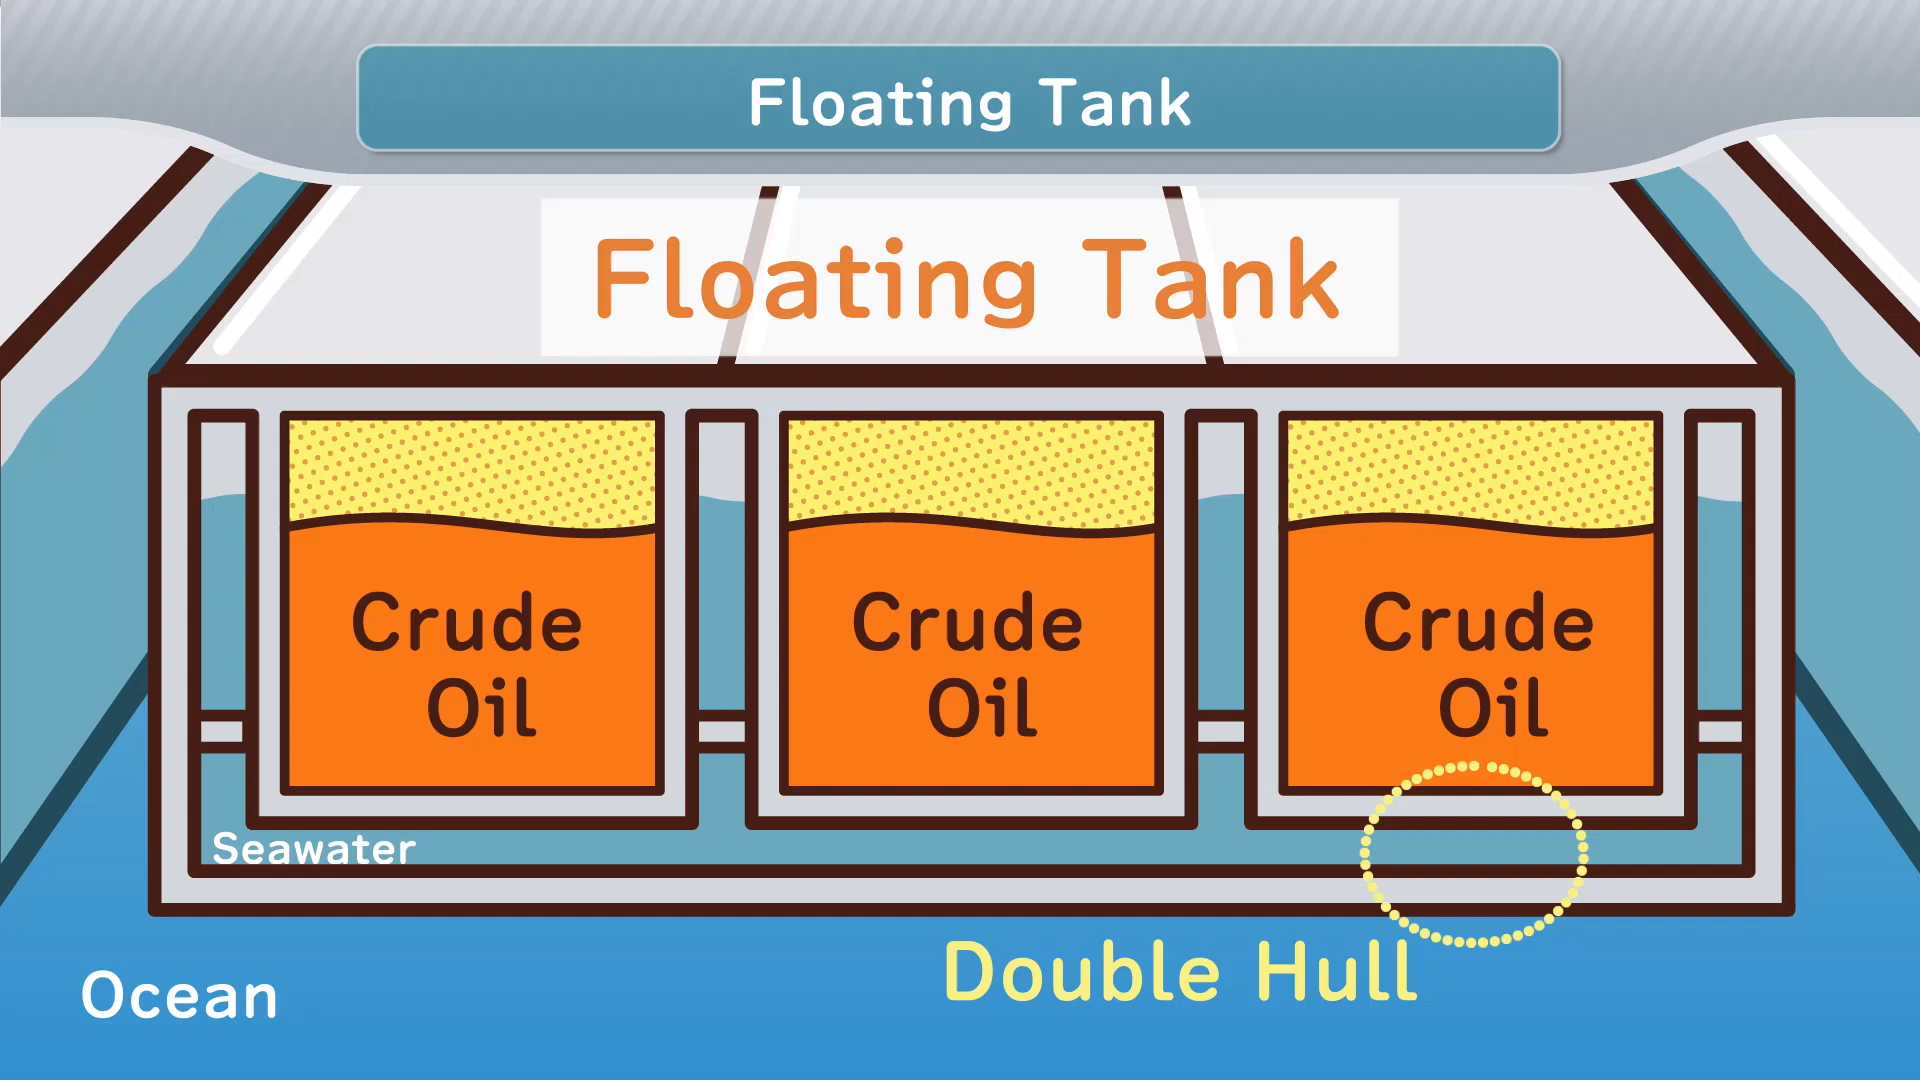 Floating Tank
Floating Tank
Crude
Oil
Crude
Oil
Crude
Oil
Seawater
Double Hull
Ocean